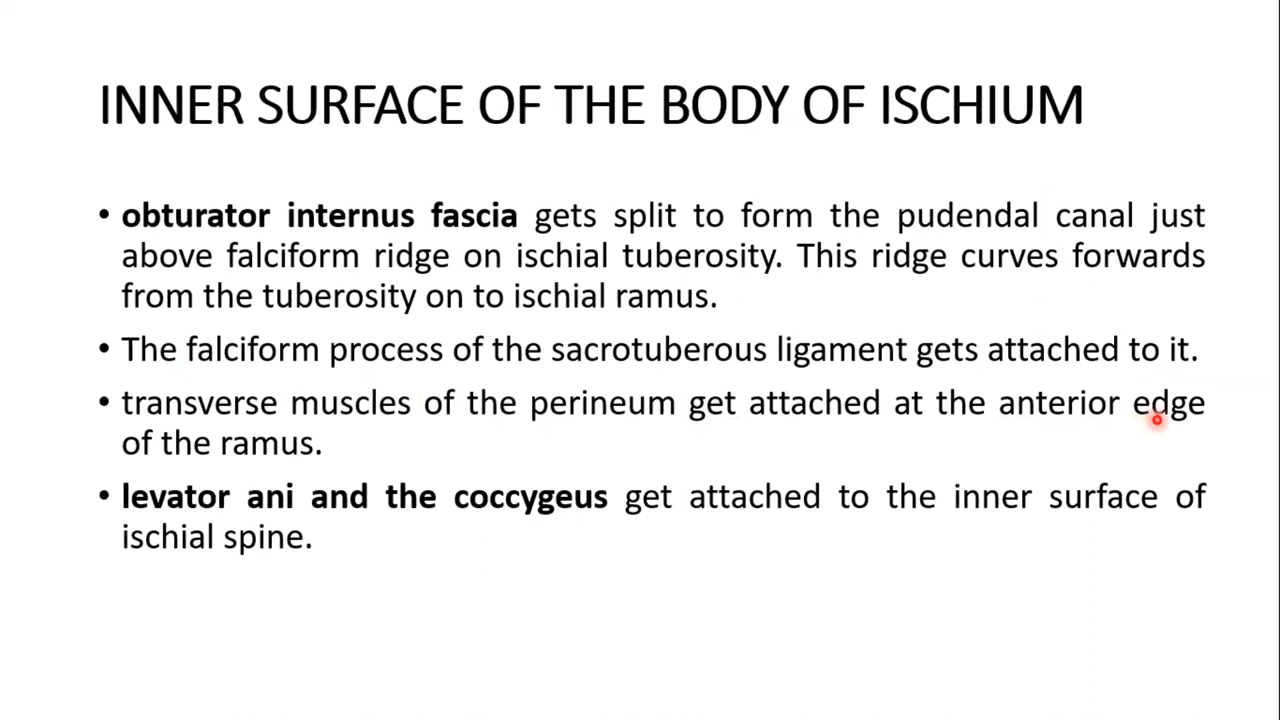 INNER SURFACE OF THE BODY OF ISCHIUM
• obturator internus fascia gets split to form the pudendal canal just
above falciform ridge on ischial tuberosity. This ridge curves forwards
from the tuberosity on to ischial ramus.
• The falciform process of the sacrotuberous ligament gets attached to it.
• transverse muscles of the perineum get attached at the anterior edge
of the ramus.
• levator ani and the coccygeus get attached to the inner surface of
ischial spine.